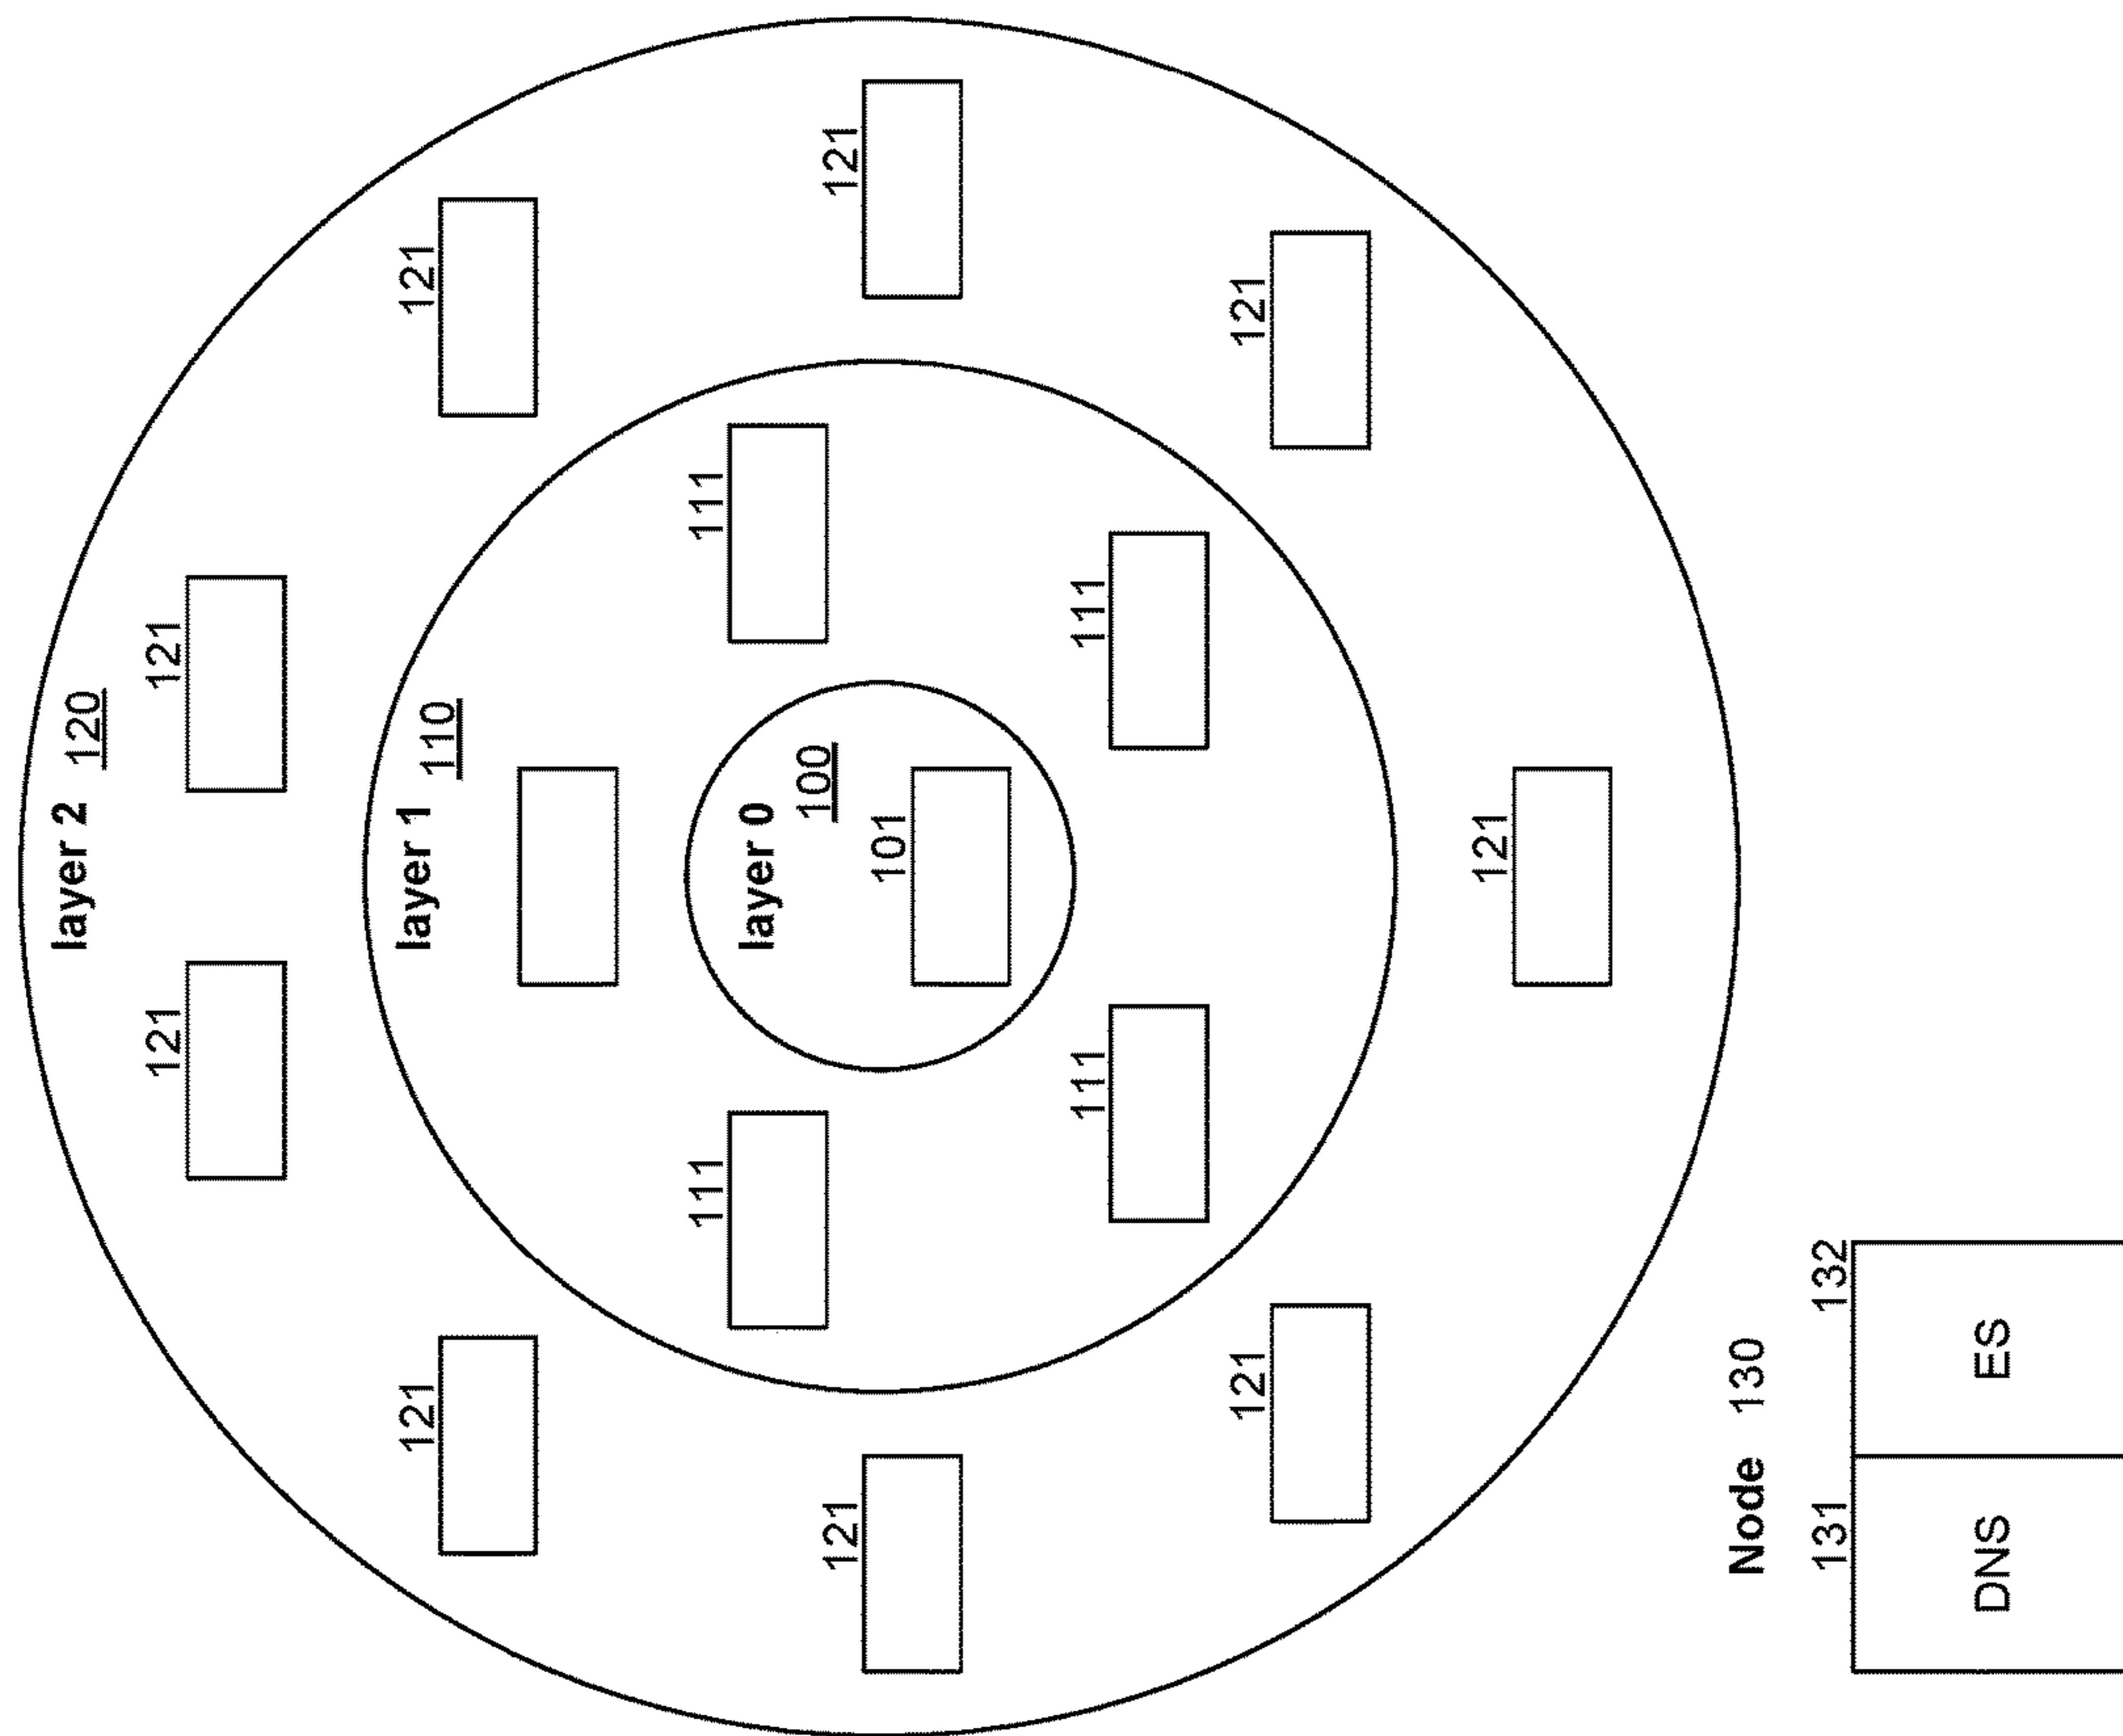 layer 2 120
121 121
121 layer 1 110 121
111 111
layer 0 100
121 101 121
111 111
121 121
121
Node 130
131 132
DNS ES